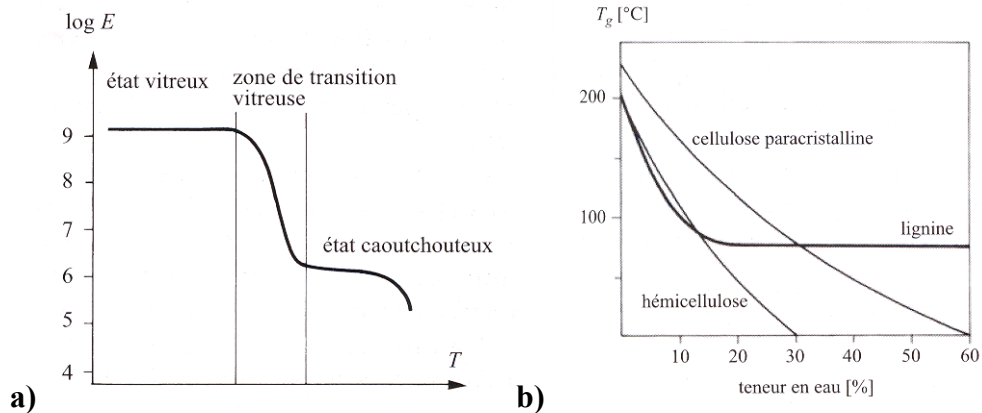 log E
état vitreux
zone de transition
vitreuse
9
8
7
6
5
4
état caoutchouteux
T
a)
T_g [°C]
200
100
cellulose paracristalline
lignine
hémicellulose
10
20
30
40
50
60
teneur en eau [%]
b)